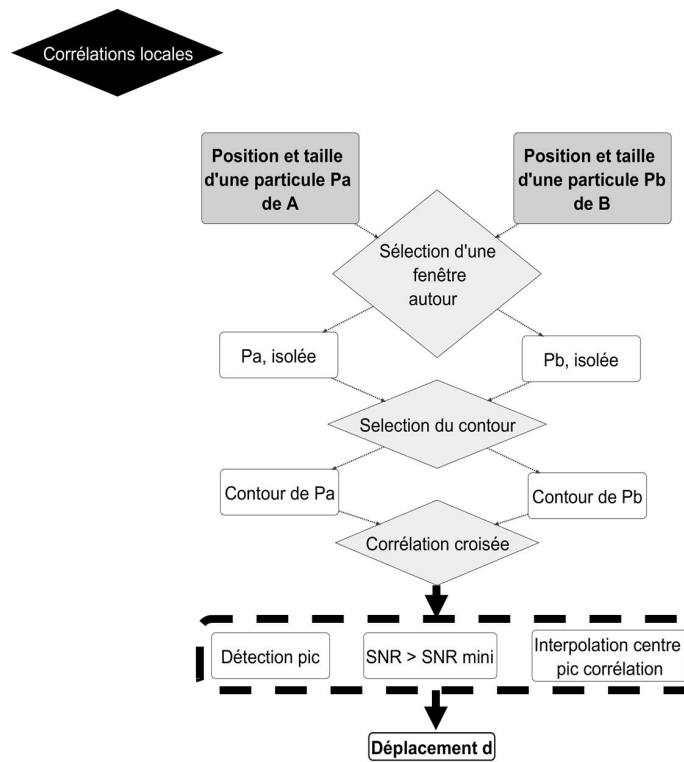 Corrélations locales
Position et taille
d'une particule Pa
de A
Position et taille
d'une particule Pb
de B
Sélection d'une
fenêtre
autour
Pa, isolée
Pb, isolée
Selection du contour
Contour de Pa
Contour de Pb
Corrélation croisée
Détection pic
SNR > SNR mini
Interpolation centre
pic corrélation
Déplacement d